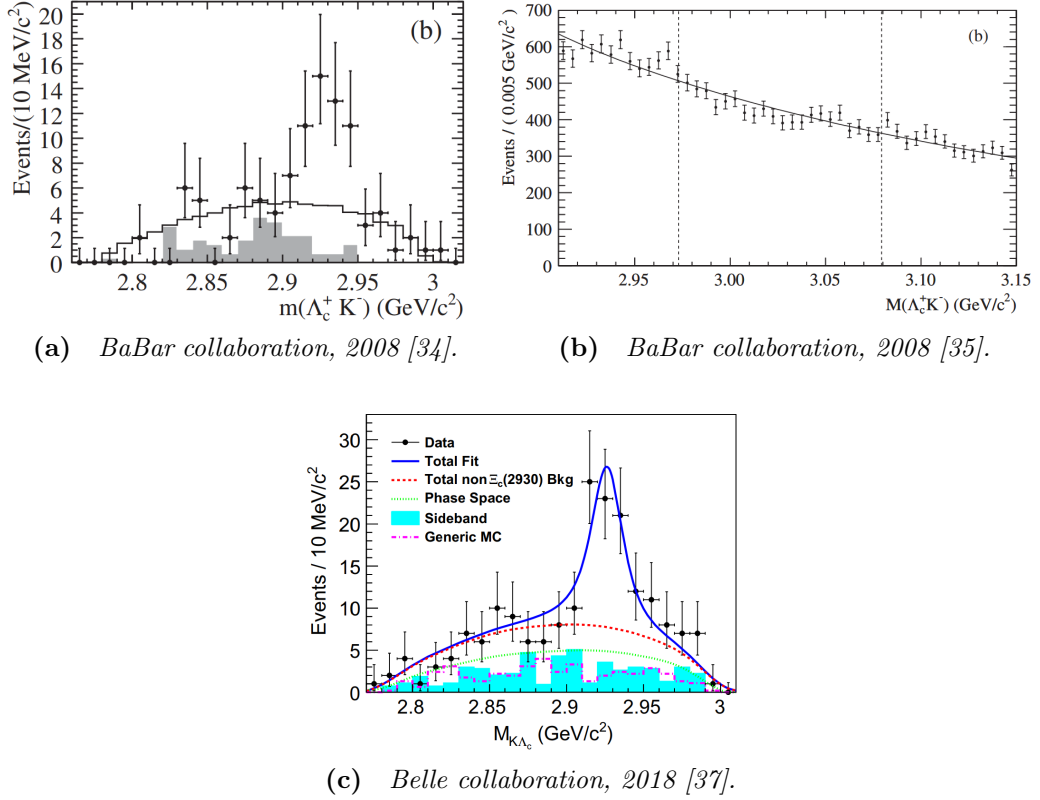 (b)
Events/(10 MeV/c²)
20
18
16
14
12
10
8
6
4
2
0
2.8 2.85 2.9 2.95 3
m(Λc⁺ K⁻) (GeV/c²)
(a) BaBar collaboration, 2008 [34].
(b)
Events / ( 0.005 GeV/c² )
700
600
500
400
300
200
100
0
2.95 3.00 3.05 3.10 3.15
M(Λc⁺K⁻) (GeV/c²)
(b) BaBar collaboration, 2008 [35].
Events / 10 MeV/c²
30
25
20
15
10
5
0
Data
Total Fit
Total non Ξc(2930) Bkg
Phase Space
Sideband
Generic MC
2.8 2.85 2.9 2.95 3
M_KΛc (GeV/c²)
(c) Belle collaboration, 2018 [37].